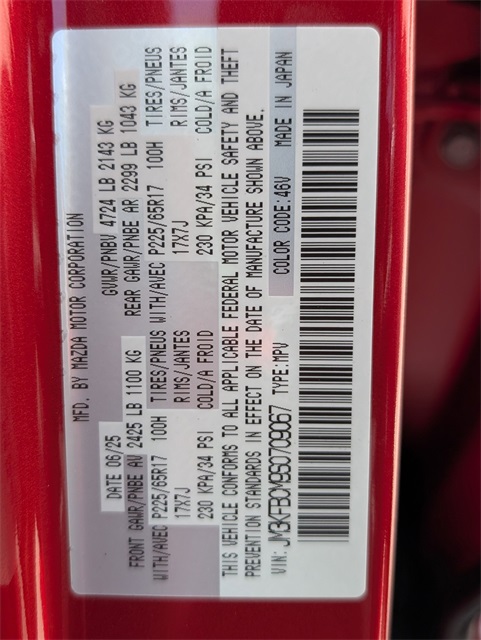 MFD. BY MAZDA MOTOR CORPORATION
DATE 06/25 GVWR/PNBV 4724 LB 2143 KG
FRONT GAWR/PNBE AV 2425 LB 1100 KG REAR GAWR/PNBE AR 2299 LB 1043 KG
WITH/AVEC P225/65R17 100H TIRES/PNEUS WITH/AVEC P225/65R17 100H TIRES/PNEUS
17X7J RIMS/JANTES 17X7J RIMS/JANTES
230 KPA/34 PSI COLD/A FROID 230 KPA/34 PSI COLD/A FROID
THIS VEHICLE CONFORMS TO ALL APPLICABLE FEDERAL MOTOR VEHICLE SAFETY AND THEFT
PREVENTION STANDARDS IN EFFECT ON THE DATE OF MANUFACTURE SHOWN ABOVE.
VIN: JM3KFBCM9S0709067 TYPE:MPV COLOR CODE:46V MADE IN JAPAN